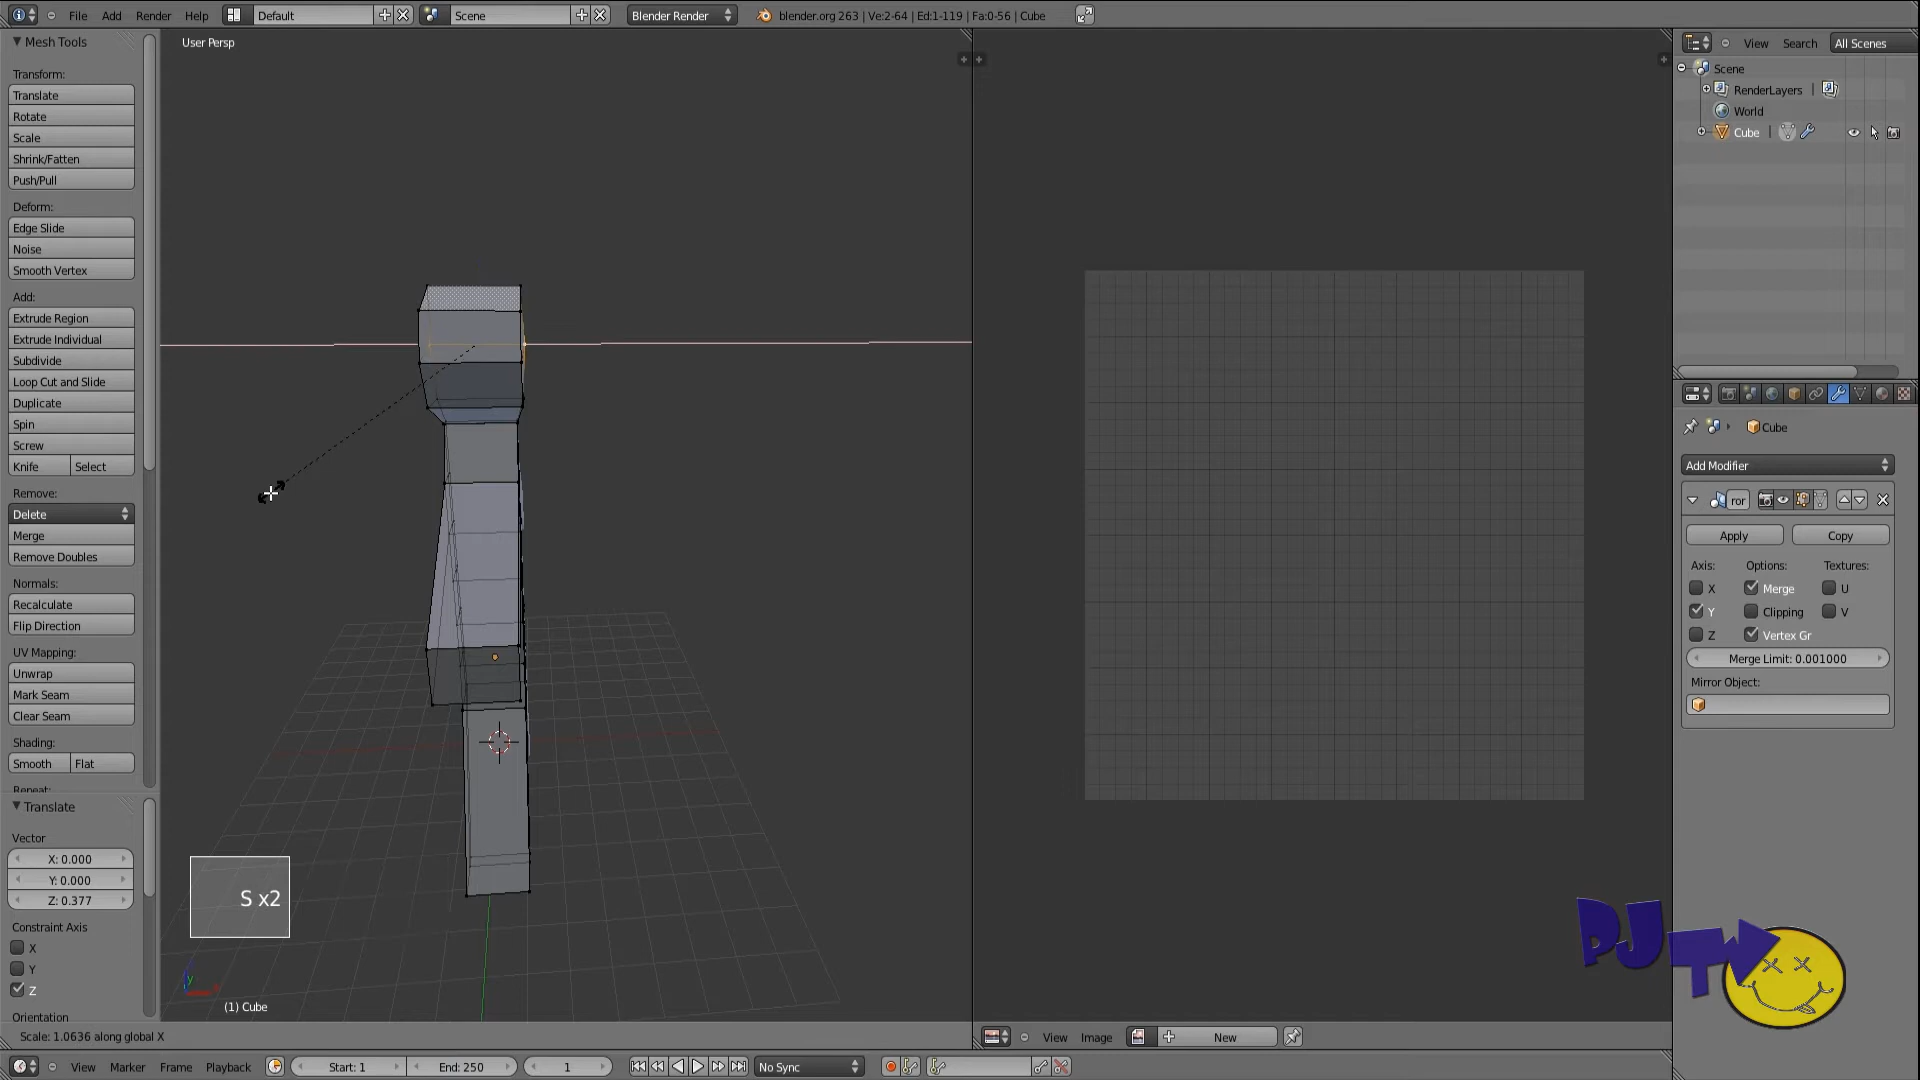 File Add Render Help Default Scene Blender Render blender.org 263 | Ve:2-64 | Ed:1-119 | Fa:0-56 | Cube
Mesh Tools
Transform:
Translate
Rotate
Scale
Shrink/Fatten
Push/Pull
Deform:
Edge Slide
Noise
Smooth Vertex
Add:
Extrude Region
Extrude Individual
Subdivide
Loop Cut and Slide
Duplicate
Spin
Screw
Knife Select
Remove:
Delete
Merge
Remove Doubles
Normals:
Recalculate
Flip Direction
UV Mapping:
Unwrap
Mark Seam
Clear Seam
Shading:
Smooth Flat
Repeat:
Translate
Vector
X: 0.000
Y: 0.000
Z: 0.377
Constraint Axis
X
Y
Z
Orientation
User Persp
S x2
(1) Cube
Scale: 1.0636 along global X
View Image New
View Search All Scenes
Scene
RenderLayers
World
Cube
Cube
Add Modifier
ror
Apply Copy
Axis: Options: Textures:
X Merge U
Y Clipping V
Z Vertex Gr
Merge Limit: 0.001000
Mirror Object:
PJTV
View Marker Frame Playback Start: 1 End: 250 1 No Sync